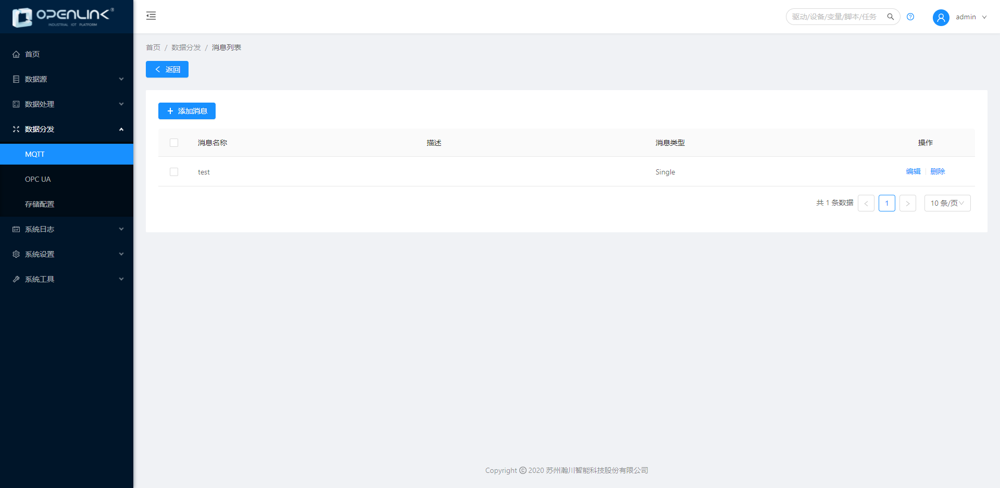 OPENLINK®
INDUSTRIAL IOT PLATFORM
驱动/设备/变量/脚本/任务
admin
首页
数据源
数据处理
数据分发
MQTT
OPC UA
存储配置
系统日志
系统设置
系统工具
首页 / 数据分发 / 消息列表
返回
添加消息
消息名称 描述 消息类型 操作
test Single 编辑 删除
共 1 条数据 < 1 > 10 条/页
Copyright © 2020 苏州瀚川智能科技股份有限公司